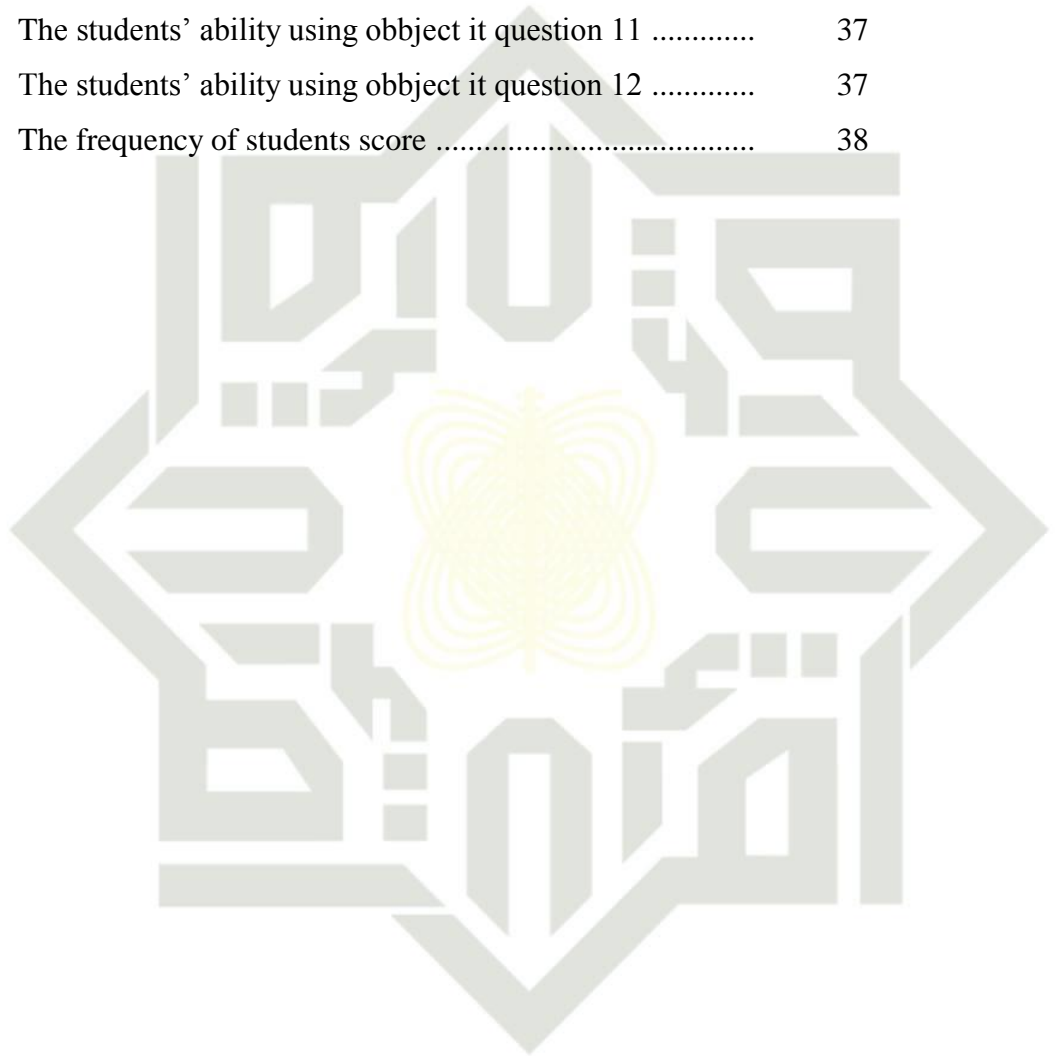 The students’ ability using obbject it question 11 ............. 37
The students’ ability using obbject it question 12 ............. 37
The frequency of students score ........................................ 38